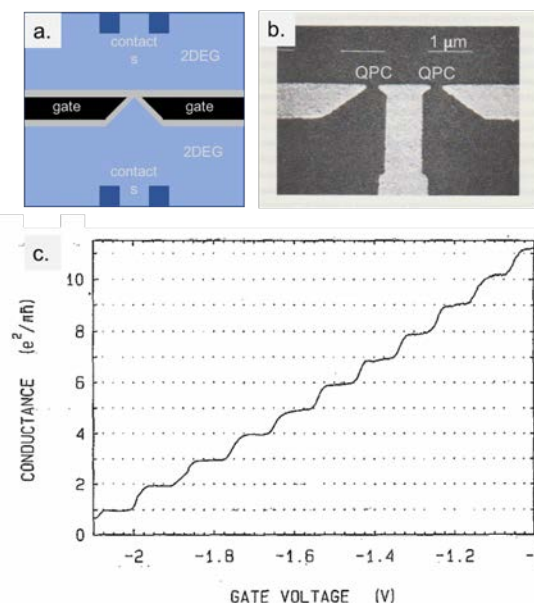 a.
contact
s
2DEG
gate
gate
2DEG
contact
s
b.
1 μm
QPC
QPC
c.
CONDUCTANCE (e²/πħ)
10
8
6
4
2
0
-2
-1.8
-1.6
-1.4
-1.2
-
GATE VOLTAGE (V)